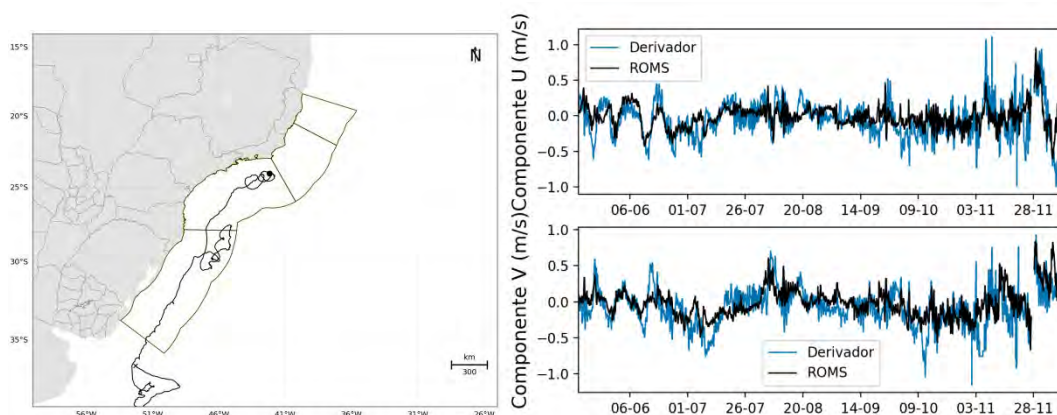 15°S
20°S
25°S
30°S
35°S
N
km
300
56°W
51°W
46°W
41°W
36°W
31°W
26°W
Componente U (m/s)
1.0
0.5
0.0
−0.5
−1.0
Derivador
ROMS
06-06
01-07
26-07
20-08
14-09
09-10
03-11
28-11
Componente V (m/s)
1.0
0.5
0.0
−0.5
−1.0
Derivador
ROMS
06-06
01-07
26-07
20-08
14-09
09-10
03-11
28-11